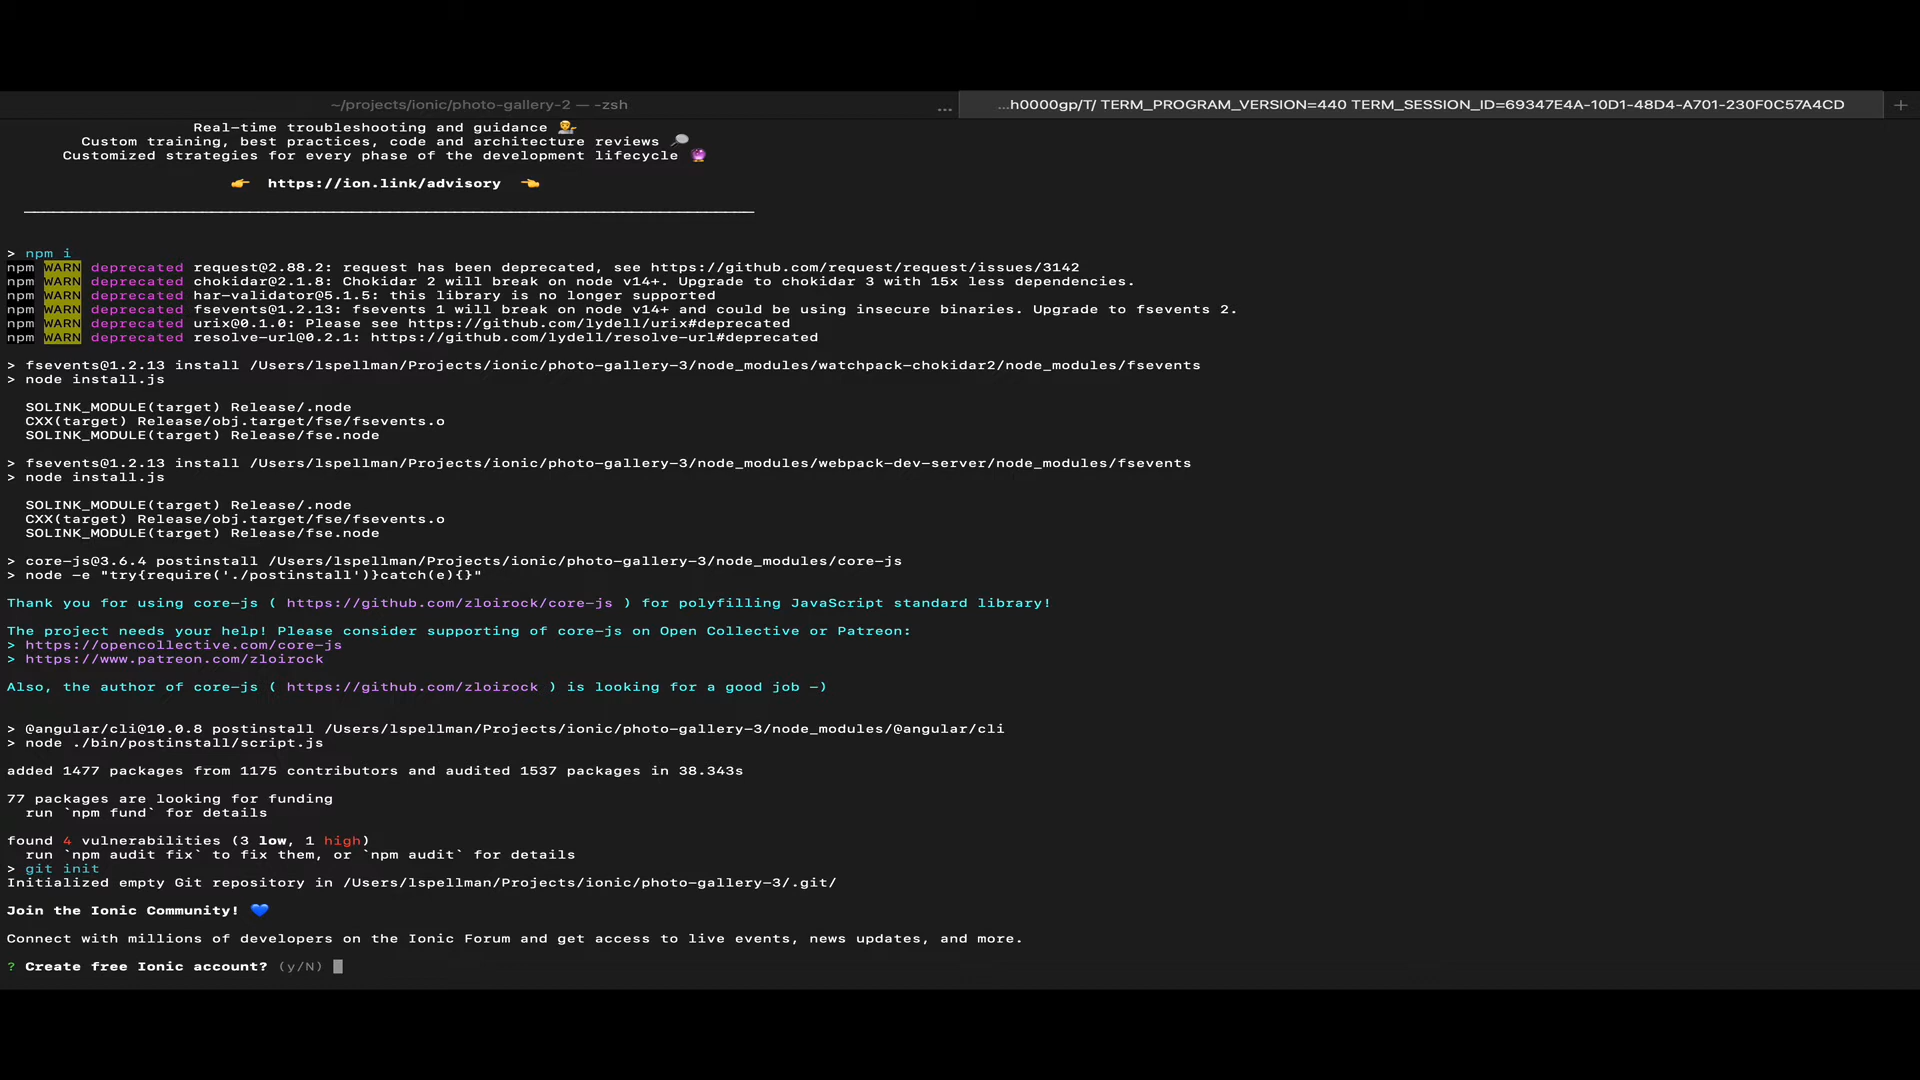 ~/projects/ionic/photo-gallery-2 — -zsh
...
...h0000gp/T/ TERM_PROGRAM_VERSION=440 TERM_SESSION_ID=69347E4A-10D1-48D4-A701-230F0C57A4CD
+
Real-time troubleshooting and guidance 💁
Custom training, best practices, code and architecture reviews 🔎
Customized strategies for every phase of the development lifecycle 🔮
👉 https://ion.link/advisory 👈
> npm i
npm WARN deprecated request@2.88.2: request has been deprecated, see https://github.com/request/request/issues/3142
npm WARN deprecated chokidar@2.1.8: Chokidar 2 will break on node v14+. Upgrade to chokidar 3 with 15x less dependencies.
npm WARN deprecated har-validator@5.1.5: this library is no longer supported
npm WARN deprecated fsevents@1.2.13: fsevents 1 will break on node v14+ and could be using insecure binaries. Upgrade to fsevents 2.
npm WARN deprecated urix@0.1.0: Please see https://github.com/lydell/urix#deprecated
npm WARN deprecated resolve-url@0.2.1: https://github.com/lydell/resolve-url#deprecated
> fsevents@1.2.13 install /Users/lspellman/Projects/ionic/photo-gallery-3/node_modules/watchpack-chokidar2/node_modules/fsevents
> node install.js
SOLINK_MODULE(target) Release/.node
CXX(target) Release/obj.target/fse/fsevents.o
SOLINK_MODULE(target) Release/fse.node
> fsevents@1.2.13 install /Users/lspellman/Projects/ionic/photo-gallery-3/node_modules/webpack-dev-server/node_modules/fsevents
> node install.js
SOLINK_MODULE(target) Release/.node
CXX(target) Release/obj.target/fse/fsevents.o
SOLINK_MODULE(target) Release/fse.node
> core-js@3.6.4 postinstall /Users/lspellman/Projects/ionic/photo-gallery-3/node_modules/core-js
> node -e "try{require('./postinstall')}catch(e){}"
Thank you for using core-js ( https://github.com/zloirock/core-js ) for polyfilling JavaScript standard library!
The project needs your help! Please consider supporting of core-js on Open Collective or Patreon:
> https://opencollective.com/core-js
> https://www.patreon.com/zloirock
Also, the author of core-js ( https://github.com/zloirock ) is looking for a good job -)
> @angular/cli@10.0.8 postinstall /Users/lspellman/Projects/ionic/photo-gallery-3/node_modules/@angular/cli
> node ./bin/postinstall/script.js
added 1477 packages from 1175 contributors and audited 1537 packages in 38.343s
77 packages are looking for funding
run `npm fund` for details
found 4 vulnerabilities (3 low, 1 high)
run `npm audit fix` to fix them, or `npm audit` for details
> git init
Initialized empty Git repository in /Users/lspellman/Projects/ionic/photo-gallery-3/.git/
Join the Ionic Community! 💙
Connect with millions of developers on the Ionic Forum and get access to live events, news updates, and more.
? Create free Ionic account? (y/N)